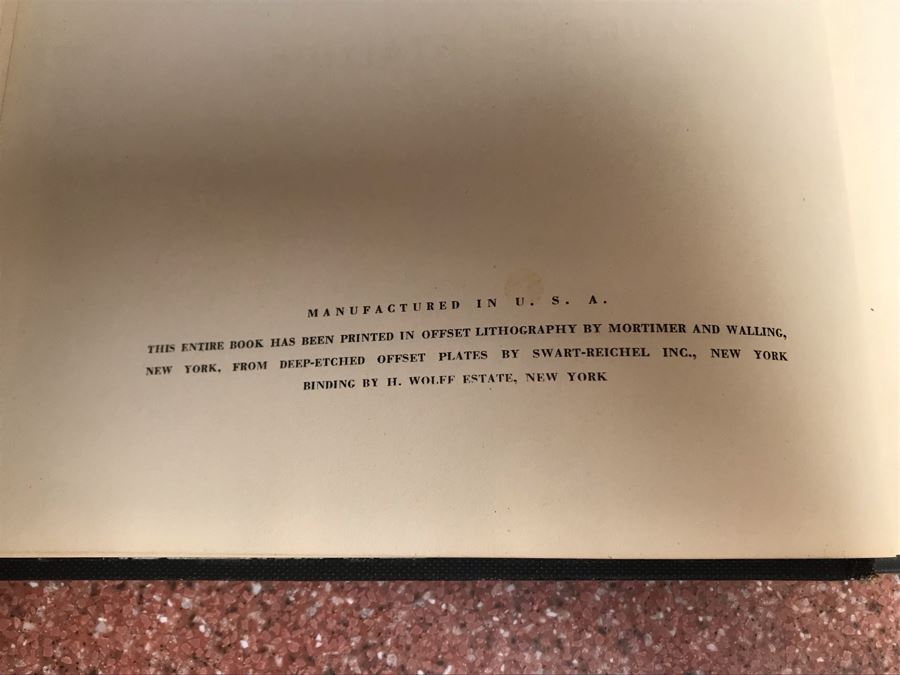 MANUFACTURED IN U. S. A.
THIS ENTIRE BOOK HAS BEEN PRINTED IN OFFSET LITHOGRAPHY BY MORTIMER AND WALLING,
NEW YORK, FROM DEEP-ETCHED OFFSET PLATES BY SWART-REICHEL INC., NEW YORK
BINDING BY H. WOLFF ESTATE, NEW YORK